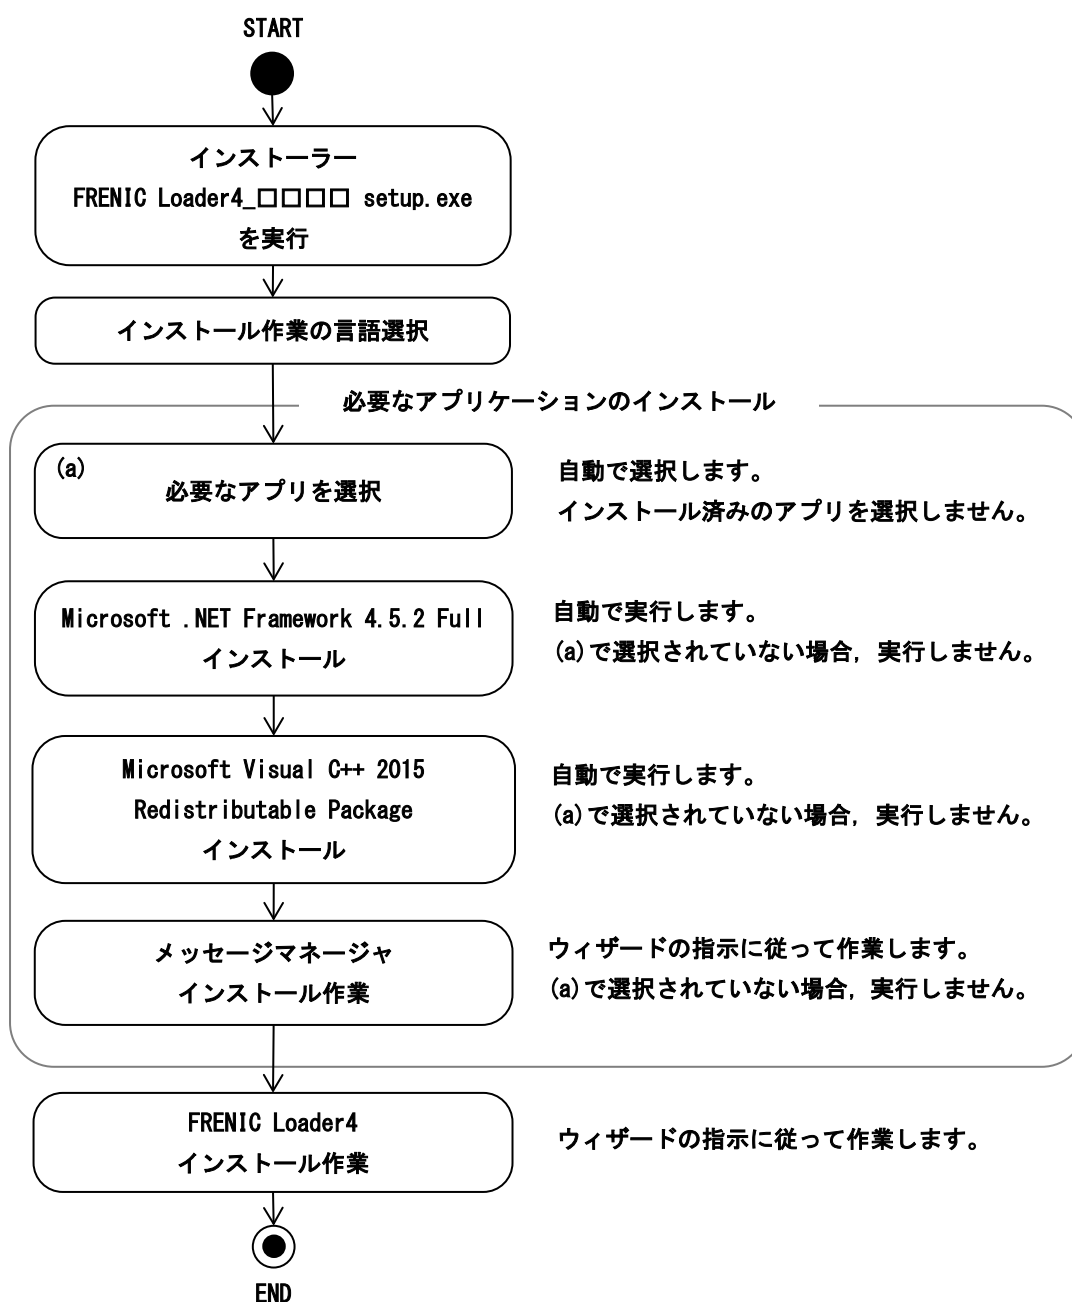 START
インストーラー
FRENIC Loader4_□□□□ setup.exe
を実行
インストール作業の言語選択
必要なアプリケーションのインストール
(a)
必要なアプリを選択
自動で選択します。
インストール済みのアプリを選択しません。
Microsoft .NET Framework 4.5.2 Full
インストール
自動で実行します。
(a)で選択されていない場合，実行しません。
Microsoft Visual C++ 2015
Redistributable Package
インストール
自動で実行します。
(a)で選択されていない場合，実行しません。
メッセージマネージャ
インストール作業
ウィザードの指示に従って作業します。
(a)で選択されていない場合，実行しません。
FRENIC Loader4
インストール作業
ウィザードの指示に従って作業します。
END